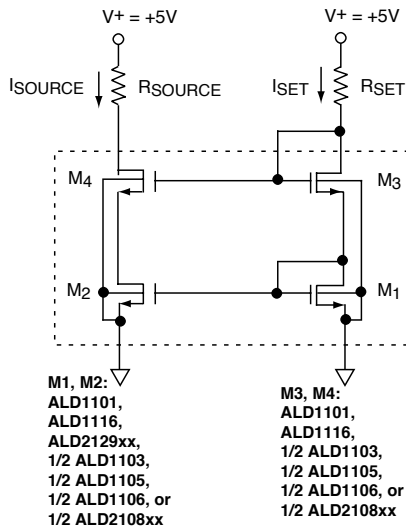 V+ = +5V
V+ = +5V
ISOURCE
RSOURCE
ISET
RSET
M4
M3
M2
M1
M1, M2:
ALD1101,
ALD1116,
ALD2129xx,
1/2 ALD1103,
1/2 ALD1105,
1/2 ALD1106, or
1/2 ALD2108xx
M3, M4:
ALD1101,
ALD1116,
1/2 ALD1103,
1/2 ALD1105,
1/2 ALD1106, or
1/2 ALD2108xx